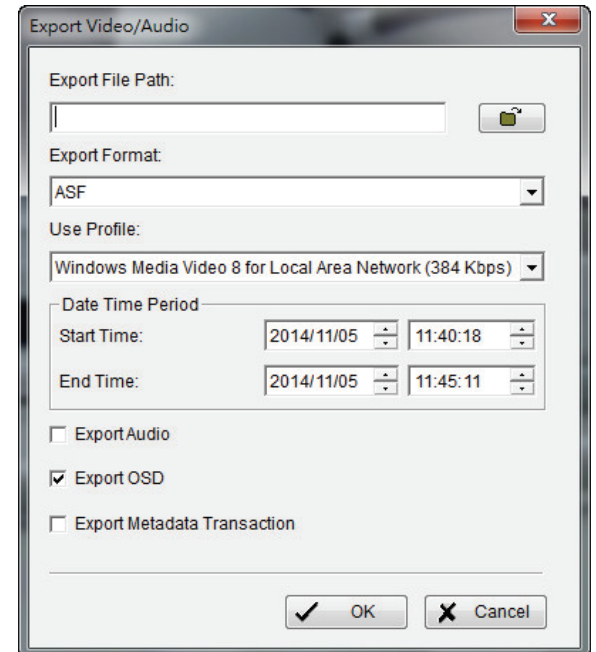 Export Video/Audio
Export File Path:
Export Format:
ASF
Use Profile:
Windows Media Video 8 for Local Area Network (384 Kbps)
Date Time Period
Start Time: 2014/11/05 11:40:18
End Time: 2014/11/05 11:45:11
Export Audio
Export OSD
Export Metadata Transaction
OK Cancel